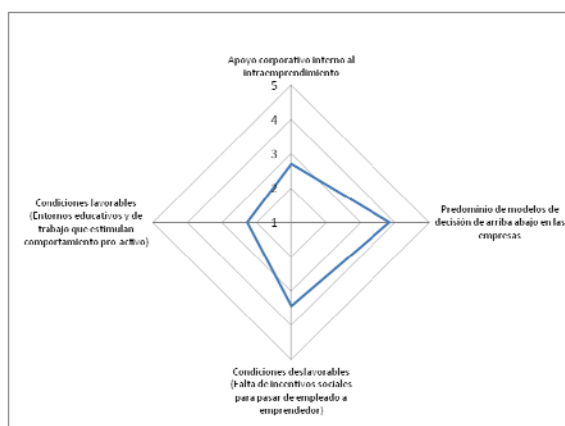 Apoyo corporativo interno al
intraemprendimiento
5
4
3
2
1
Condiciones favorables
(Entornos educativos y de
trabajo que estimulan
comportamiento pro activo)
Predominio de modelos de
decisión de arriba abajo en las
empresas
Condiciones desfavorables
(Falta de incentivos sociales
para pasar de empleado a
emprendedor)